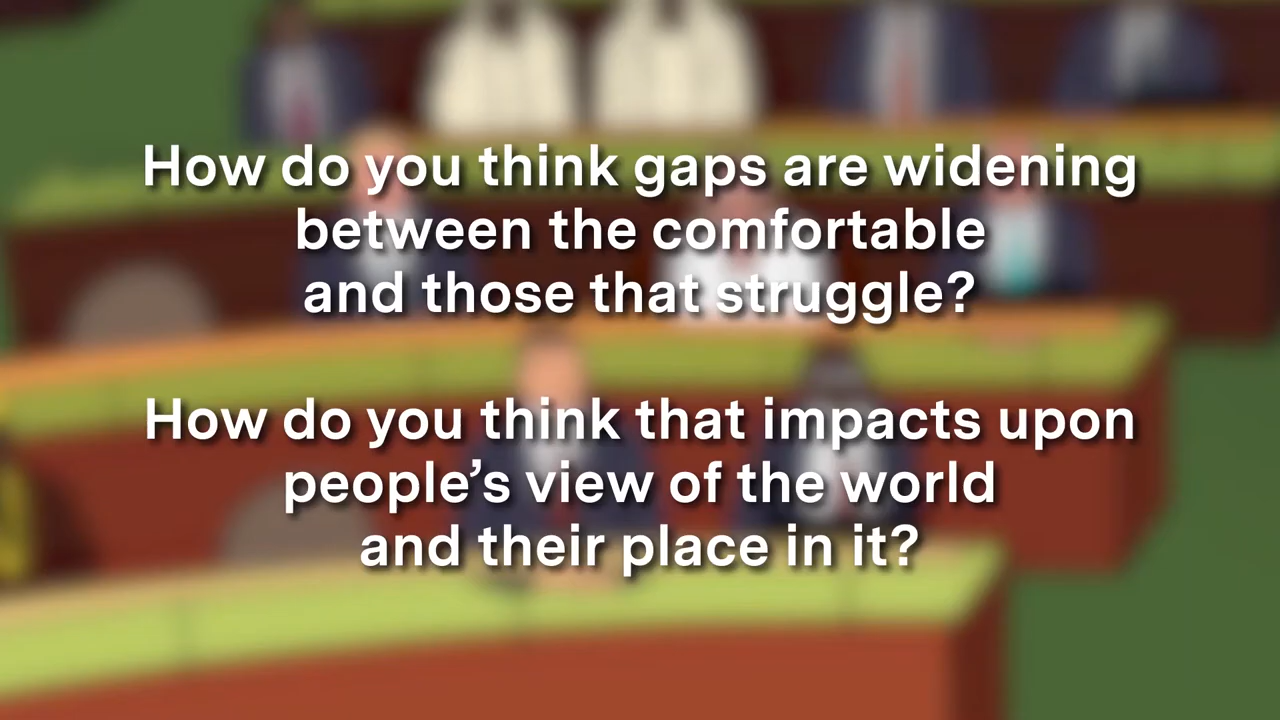 How do you think gaps are widening
between the comfortable
and those that struggle?
How do you think that impacts upon
people’s view of the world
and their place in it?